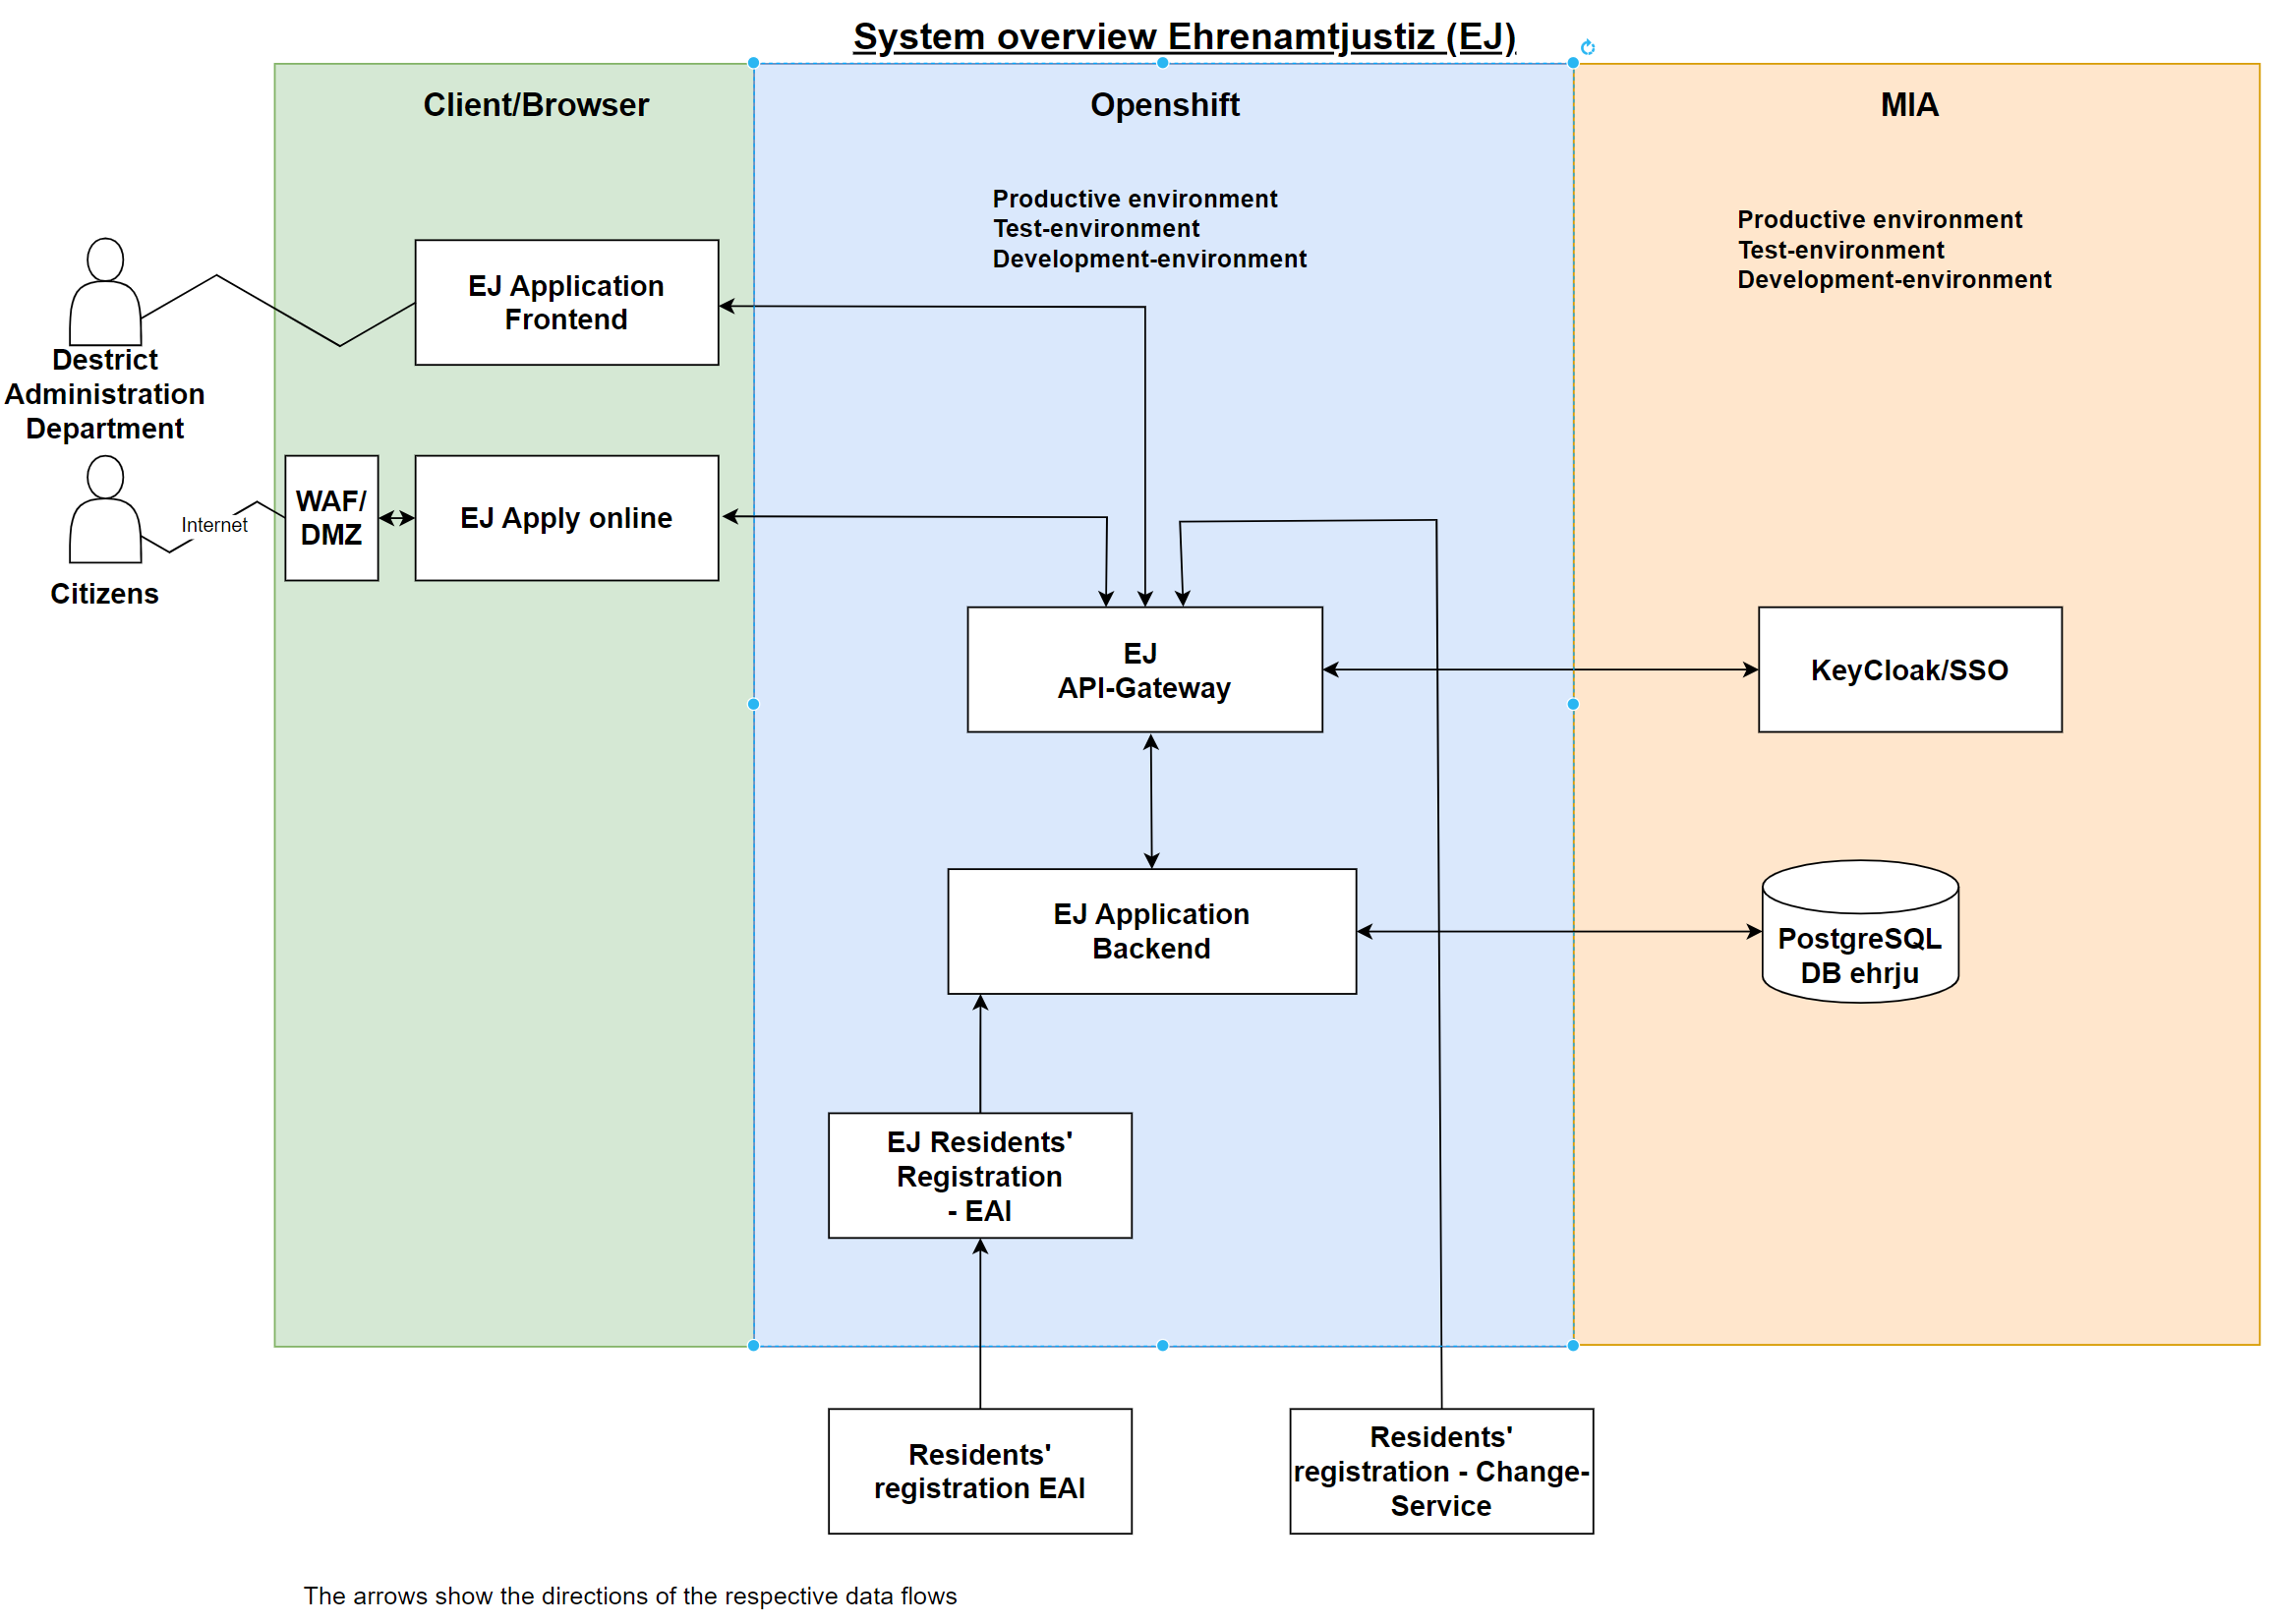 System overview Ehrenamtjustiz (EJ)
Client/Browser
Openshift
MIA
Productive environment
Test-environment
Development-environment
Productive environment
Test-environment
Development-environment
EJ Application
Frontend
Destrict
Administration
Department
WAF/
DMZ
EJ Apply online
Internet
Citizens
EJ
API-Gateway
KeyCloak/SSO
EJ Application
Backend
PostgreSQL
DB ehrju
EJ Residents'
Registration
- EAI
Residents'
registration EAI
Residents'
registration - Change-
Service
The arrows show the directions of the respective data flows